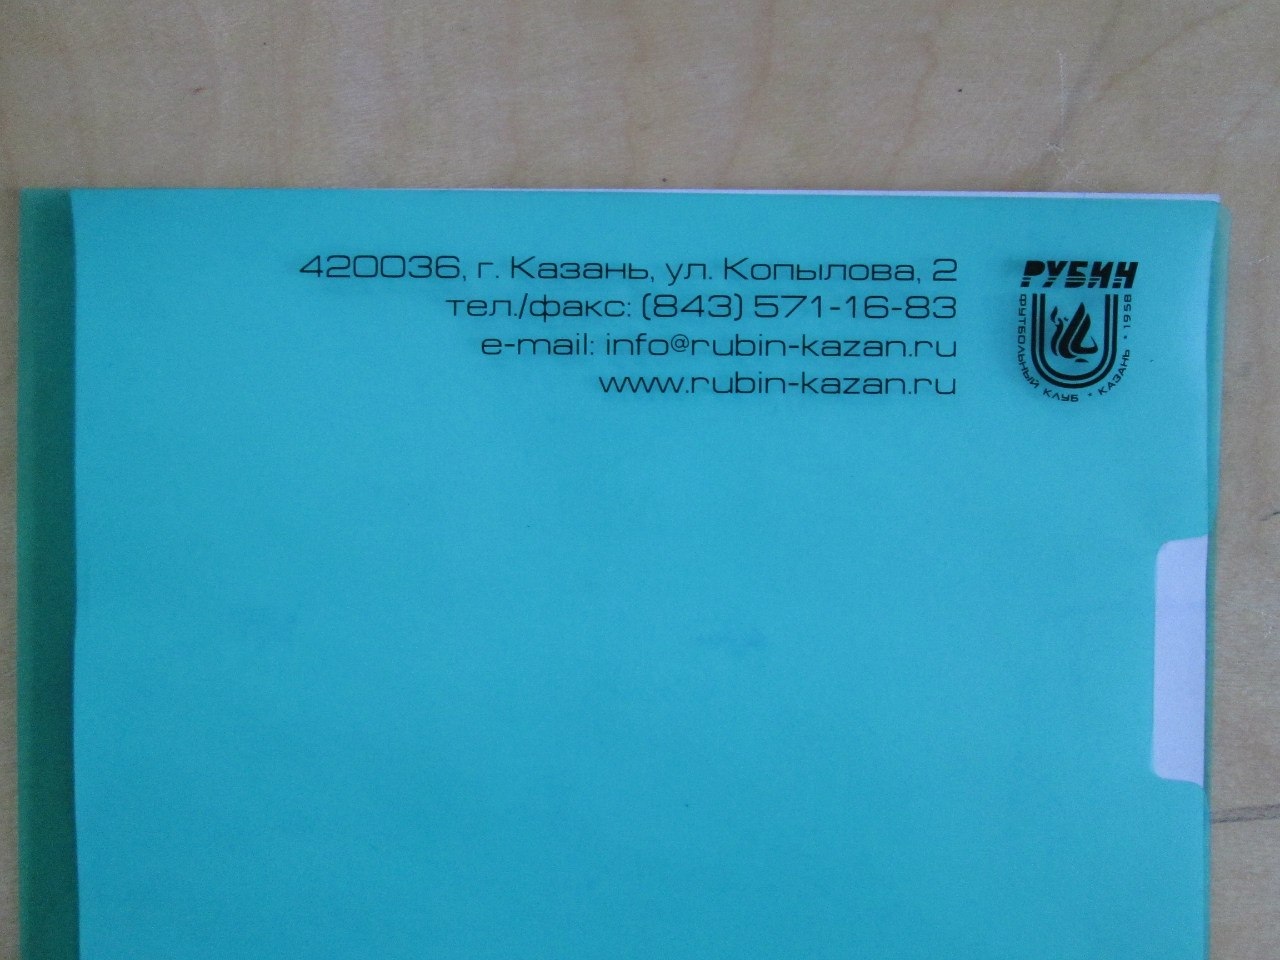 420036, г. Казань, ул. Копылова, 2
тел./факс: (843) 571-16-83
e-mail: info@rubin-kazan.ru
www.rubin-kazan.ru
РУБИН
ФУТБОЛЬНЫЙ КЛУБ * КАЗАНЬ * 1958